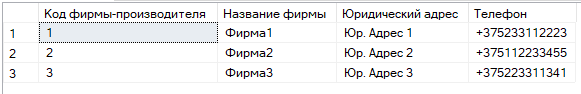 Код фирмы-производителя Название фирмы Юридический адрес Телефон
1 1 Фирма1 Юр. Адрес 1 +375233112223
2 2 Фирма2 Юр. Адрес 2 +375112233455
3 3 Фирма3 Юр. Адрес 3 +375223311341